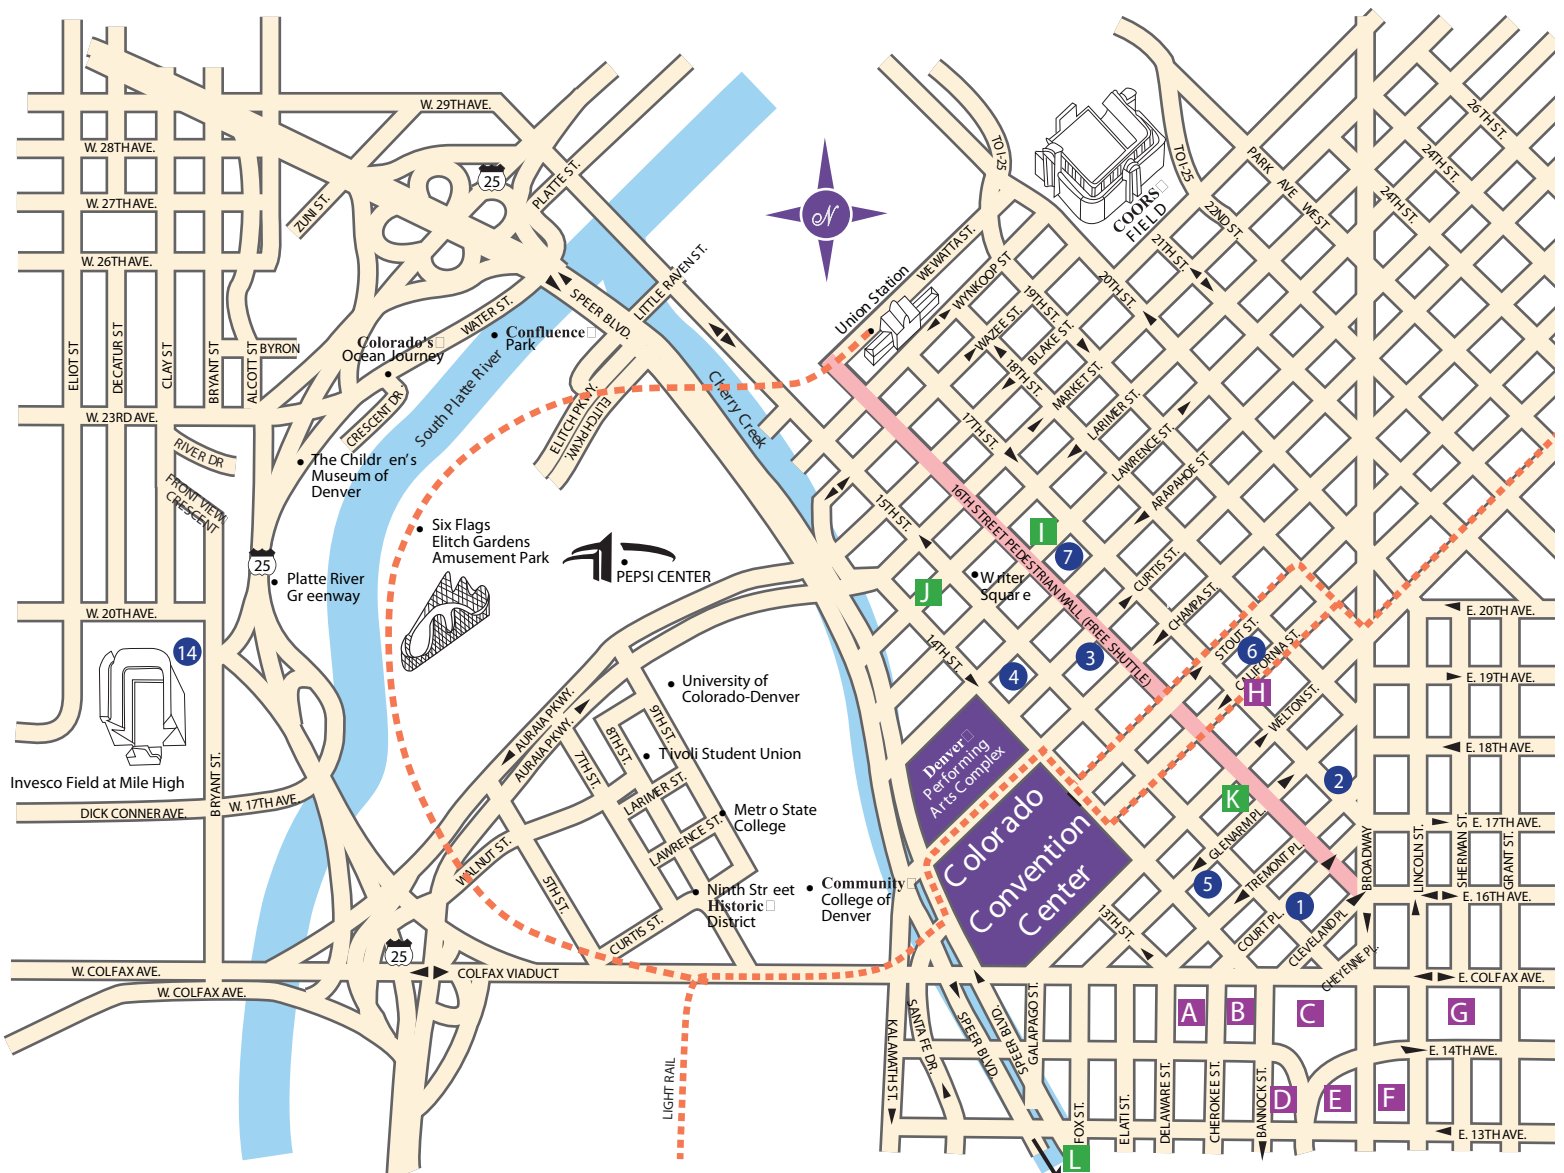 W. 29TH AVE.
W. 28TH AVE.
W. 27TH AVE.
W. 26TH AVE.
ZUNI ST.
25
PLATTE ST.
ELIOT ST
DECATUR ST
CLAY ST
BRYANT ST
ALCOTT ST
BYRON
W. 23RD AVE.
RIVER DR
FRONT VIEW
CRESCENT
CRESCENT DR.
WATER ST.
Colorado's
Ocean Journey
Confluence
Park
South Platte River
SPEER BLVD.
LITTLE RAVEN ST.
ELITCH PKWY.
ELITCH PKWY.
Cherry Creek
The Childr en's
Museum of
Denver
25
Platte River
Gr eenway
Six Flags
Elitch Gardens
Amusement Park
PEPSI CENTER
W. 20TH AVE.
14
Invesco Field at Mile High
DICK CONNER AVE.
BRYANT ST.
W. 17TH AVE.
N
Union Station
WEWATTA ST.
WYNKOOP ST
TO I-25
COORS
FIELD
TO I-25
PARK AVE WEST
26TH ST.
24TH ST.
24TH ST.
22ND ST.
21TH ST.
20TH ST.
19TH ST.
18TH ST.
17TH ST.
WAZEE ST.
BLAKE ST.
MARKET ST.
LARIMER ST.
LAWRENCE ST.
ARAPAHOE ST
CURTIS ST.
CHAMPA ST.
STOUT ST.
CALIFORNIA ST.
WELTON ST.
16TH STREET PEDESTRIAN MALL (FREE SHUTTLE)
15TH ST.
14TH ST.
13TH ST.
I
7
J
Writer
Squar e
3
4
6
H
2
K
GLENARM PL.
TREMONT PL.
5
1
COURT PL.
CLEVELAND PL
CHEYENNE PL.
BROADWAY
LINCOLN ST.
SHERMAN ST.
GRANT ST.
E. 20TH AVE.
E. 19TH AVE.
E. 18TH AVE.
E. 17TH AVE.
E. 16TH AVE.
E. COLFAX AVE.
E. 14TH AVE.
E. 13TH AVE.
Denver
Performing
Arts Complex
Colorado
Convention
Center
AURAIA PKWY.
AURAIA PKWY.
University of
Colorado-Denver
Tivoli Student Union
Metr o State
College
Ninth Str eet
Historic
District
Community
College of
Denver
9TH ST.
8TH ST.
7TH ST.
5TH ST.
LARIMER ST.
LAWRENCE ST.
WALNUT ST.
CURTIS ST.
25
W. COLFAX AVE.
COLFAX VIADUCT
W. COLFAX AVE.
LIGHT RAIL
KALAMATH ST.
SANTA FE DR.
SPEER BLVD.
SPEER BLVD.
GALAPAGO ST.
FOX ST.
ELATI ST.
DELAWARE ST.
CHEROKEE ST.
BANNOCK ST.
A
B
C
G
D
E
F
L